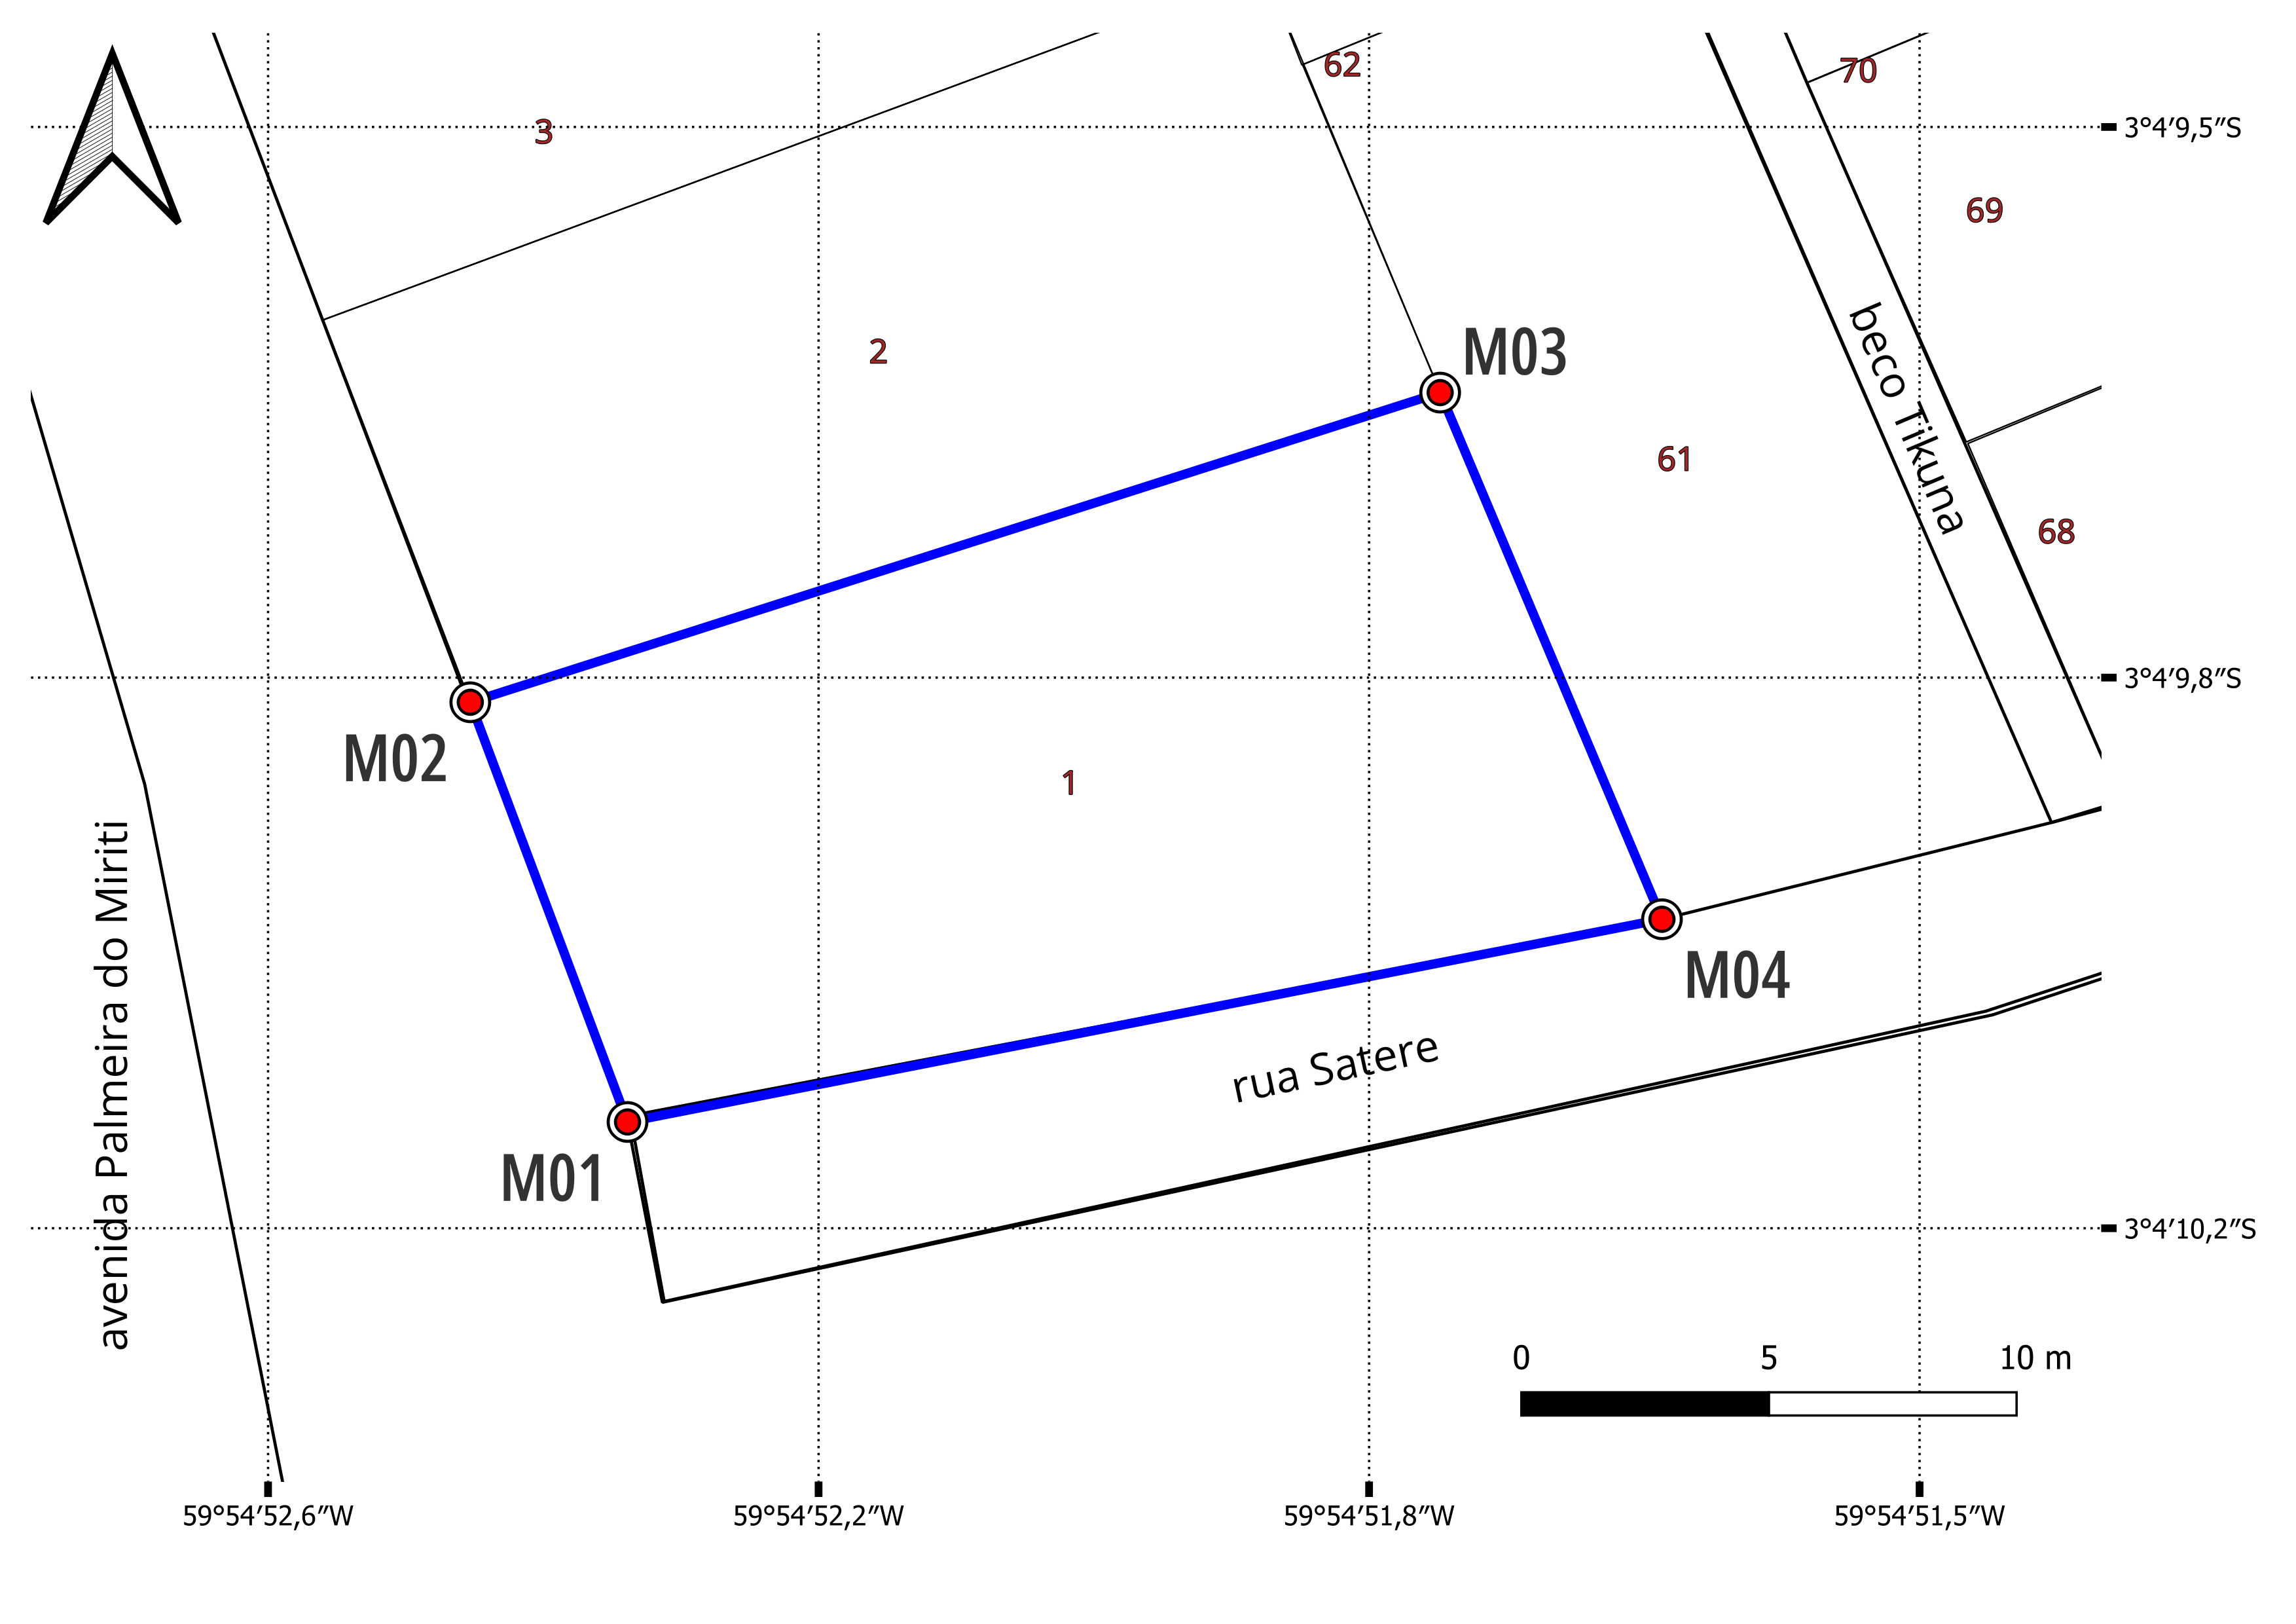 62
70
3
3°4′9,5″S
69
2
M03
beco Tikuna
61
68
3°4′9,8″S
M02
1
avenida Palmeira do Miriti
M04
rua Satere
M01
3°4′10,2″S
0 5 10 m
59°54′52,6″W 59°54′52,2″W 59°54′51,8″W 59°54′51,5″W